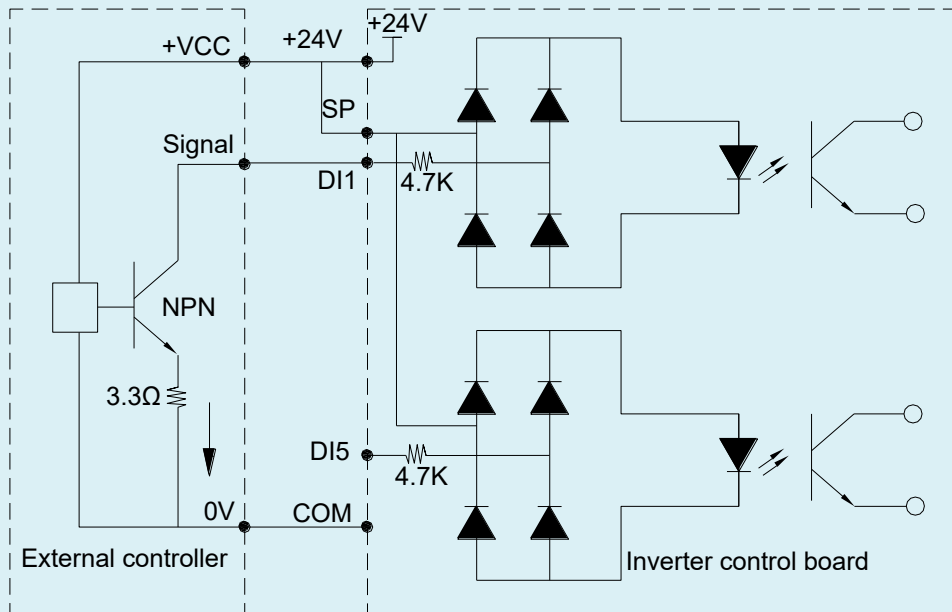 +24V
+VCC
+24V
SP
Signal
DI1
4.7K
NPN
3.3Ω
DI5
4.7K
0V
COM
External controller
Inverter control board